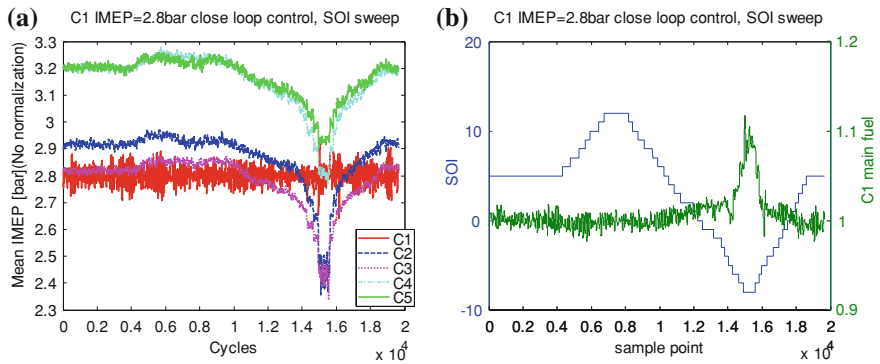 (a) C1 IMEP=2.8bar close loop control, SOI sweep
Mean IMEP [bar](No normalization)
3.3
3.2
3.1
3
2.9
2.8
2.7
2.6
2.5
2.4
2.3
C1
C2
C3
C4
C5
0 0.2 0.4 0.6 0.8 1 1.2 1.4 1.6 1.8 2
Cycles
x 10⁴
(b) C1 IMEP=2.8bar close loop control, SOI sweep
SOI
20
10
0
-10
C1 main fuel
1.2
1.1
1
0.9
0 0.2 0.4 0.6 0.8 1 1.2 1.4 1.6 1.8 2
sample point
x 10⁴